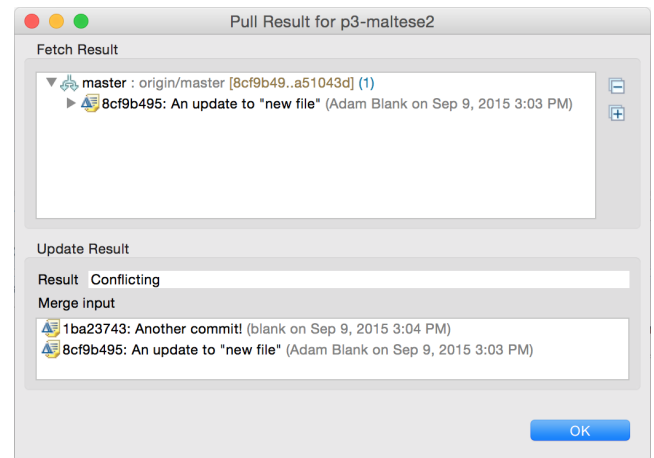 Pull Result for p3-maltese2
Fetch Result
master : origin/master [8cf9b49..a51043d] (1)
8cf9b495: An update to "new file" (Adam Blank on Sep 9, 2015 3:03 PM)
Update Result
Result Conflicting
Merge input
1ba23743: Another commit! (blank on Sep 9, 2015 3:04 PM)
8cf9b495: An update to "new file" (Adam Blank on Sep 9, 2015 3:03 PM)
OK